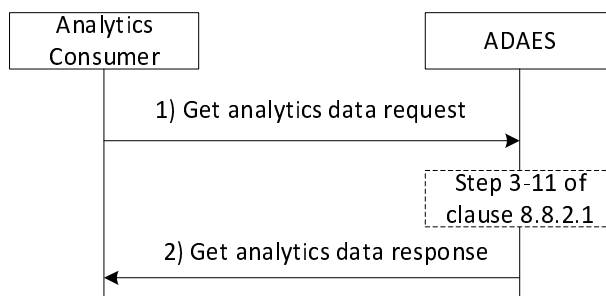 Analytics
Consumer
ADAES
1) Get analytics data request
Step 3-11 of
clause 8.8.2.1
2) Get analytics data response